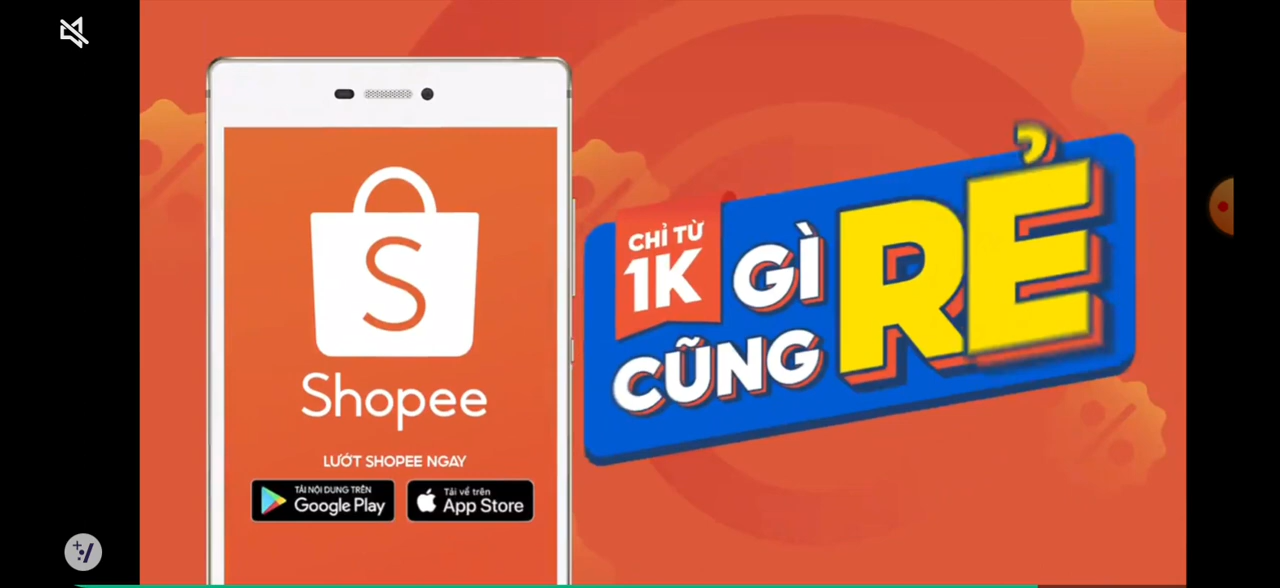 S
Shopee
LƯỚT SHOPEE NGAY
TẢI NỘI DUNG TRÊN
Google Play
Tải về trên
App Store
CHỈ TỪ
1K
GÌ
CŨNG
RẺ